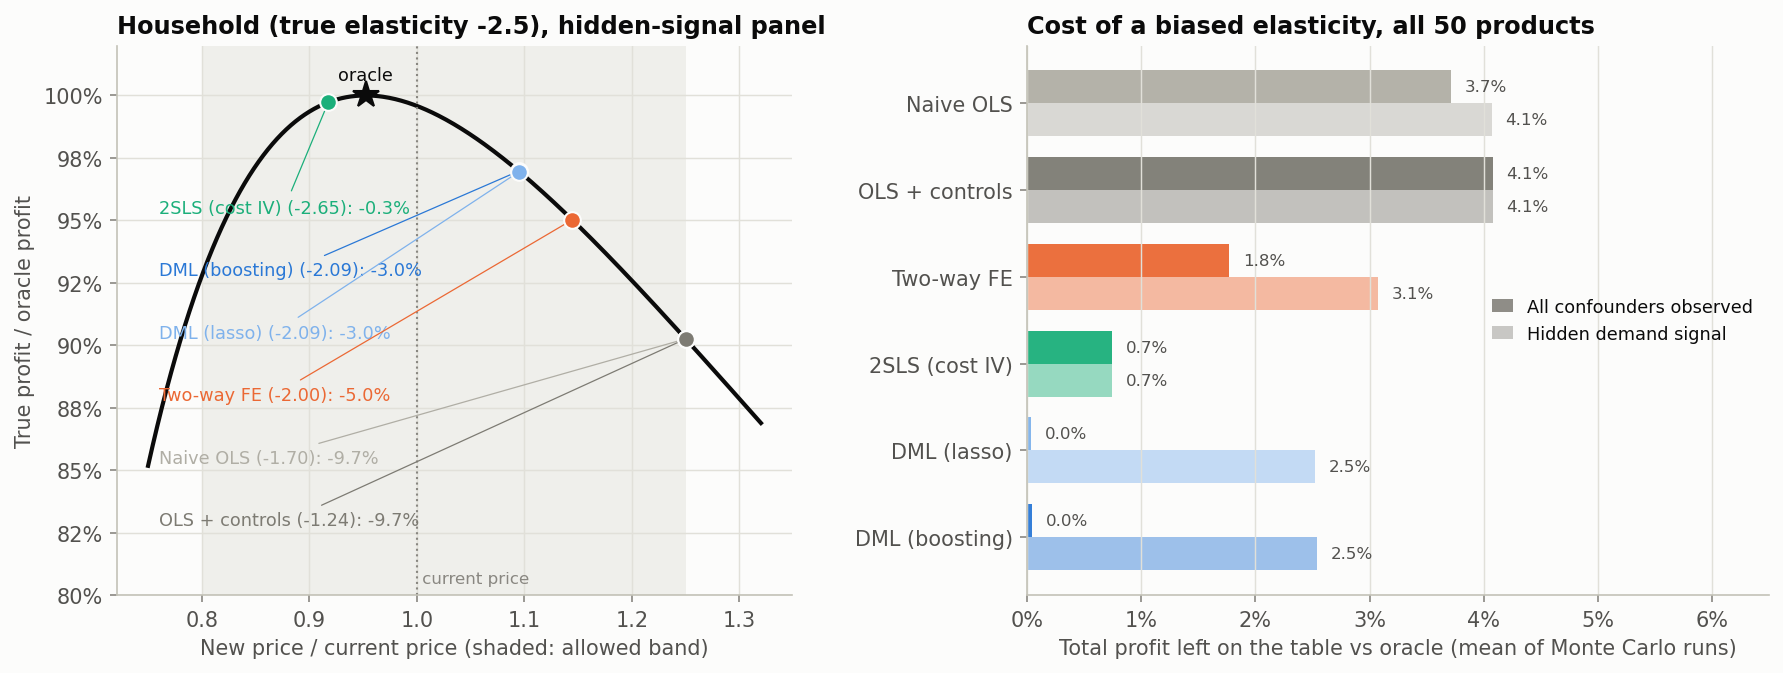 Household (true elasticity -2.5), hidden-signal panel
oracle
100%
98%
95%
92%
90%
88%
85%
82%
80%
True profit / oracle profit
2SLS (cost IV) (-2.65): -0.3%
DML (boosting) (-2.09): -3.0%
DML (lasso) (-2.09): -3.0%
Two-way FE (-2.00): -5.0%
Naive OLS (-1.70): -9.7%
OLS + controls (-1.24): -9.7%
current price
0.8 0.9 1.0 1.1 1.2 1.3
New price / current price (shaded: allowed band)
Cost of a biased elasticity, all 50 products
Naive OLS
3.7%
4.1%
OLS + controls
4.1%
4.1%
Two-way FE
1.8%
3.1%
2SLS (cost IV)
0.7%
0.7%
DML (lasso)
0.0%
2.5%
DML (boosting)
0.0%
2.5%
All confounders observed
Hidden demand signal
0% 1% 2% 3% 4% 5% 6%
Total profit left on the table vs oracle (mean of Monte Carlo runs)